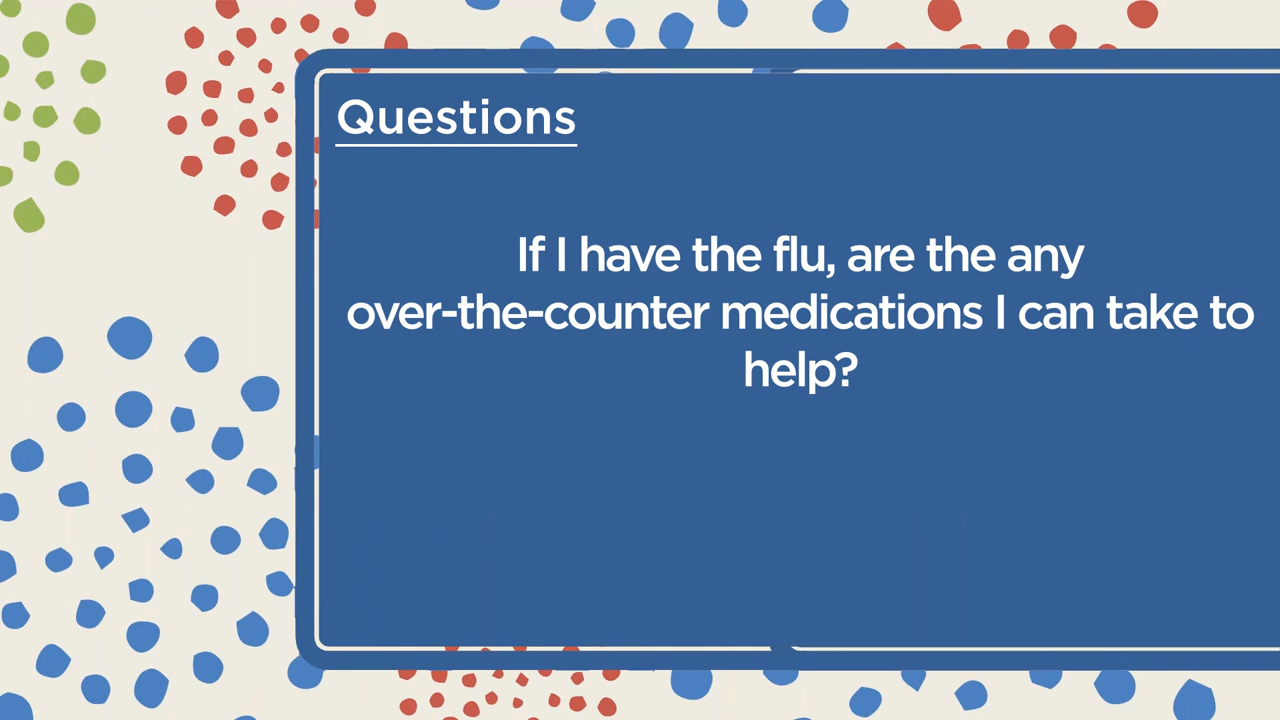 Questions
If I have the flu, are the any
over-the-counter medications I can take to
help?